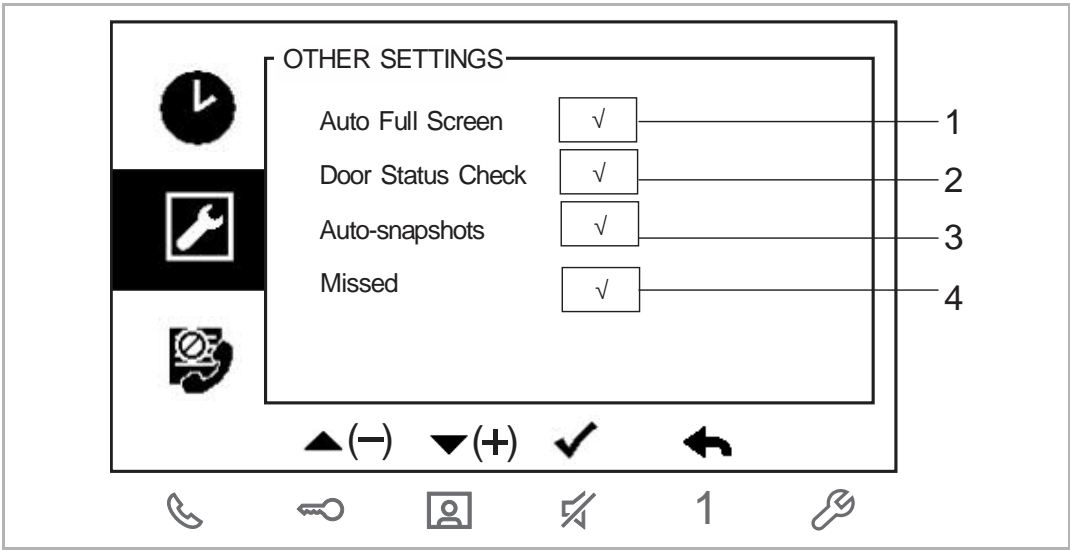 OTHER SETTINGS
Auto Full Screen √ 1
Door Status Check √ 2
Auto-snapshots √ 3
Missed √ 4
(−) (+)
1